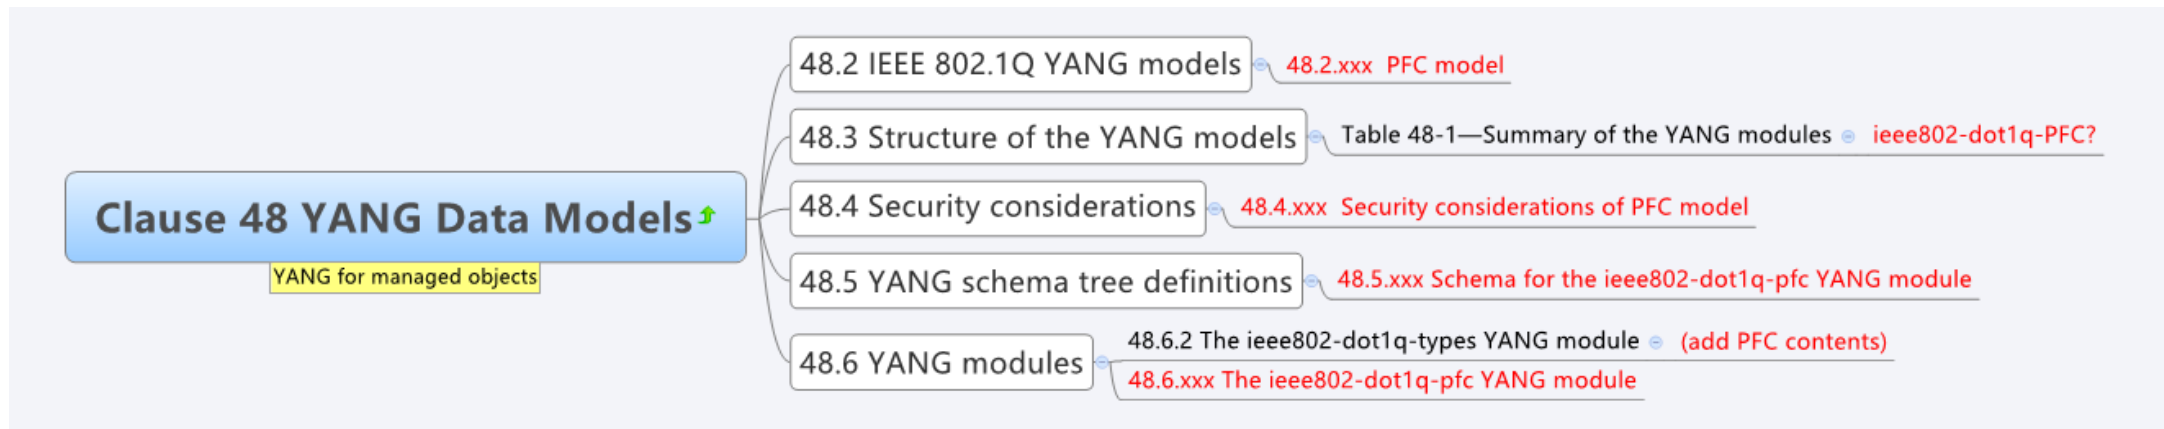 48.2 IEEE 802.1Q YANG models
48.2.xxx  PFC model
48.3 Structure of the YANG models
Table 48-1—Summary of the YANG modules
ieee802-dot1q-PFC?
Clause 48 YANG Data Models
YANG for managed objects
48.4 Security considerations
48.4.xxx  Security considerations of PFC model
48.5 YANG schema tree definitions
48.5.xxx Schema for the ieee802-dot1q-pfc YANG module
48.6 YANG modules
48.6.2 The ieee802-dot1q-types YANG module
(add PFC contents)
48.6.xxx The ieee802-dot1q-pfc YANG module